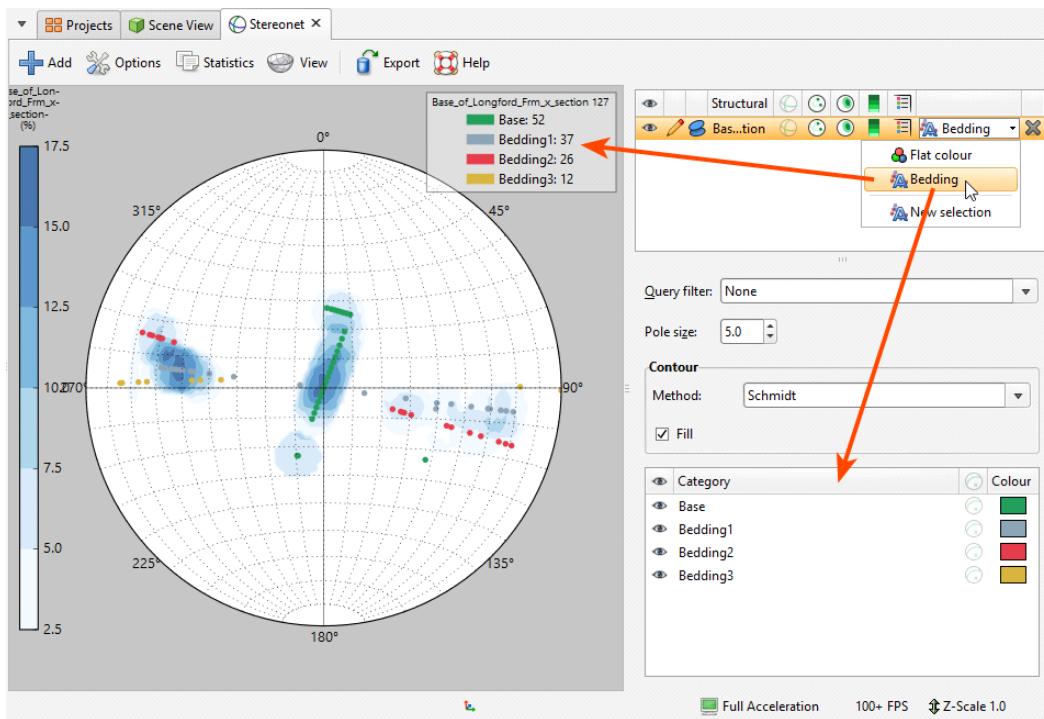 Projects
Scene View
Stereonet
Add
Options
Statistics
View
Export
Help
se_of_Lon-
ord_Frm_x-
section-
(%)
17.5
15.0
12.5
10.0
7.5
5.0
2.5
Base_of_Longford_Frm_x_section 127
Base: 52
Bedding1: 37
Bedding2: 26
Bedding3: 12
0°
45°
90°
135°
180°
225°
270°
315°
Structural
Bas...tion
Bedding
Flat colour
Bedding
New selection
Query filter: None
Pole size: 5.0
Contour
Method: Schmidt
Fill
Category Colour
Base
Bedding1
Bedding2
Bedding3
Full Acceleration 100+ FPS Z-Scale 1.0